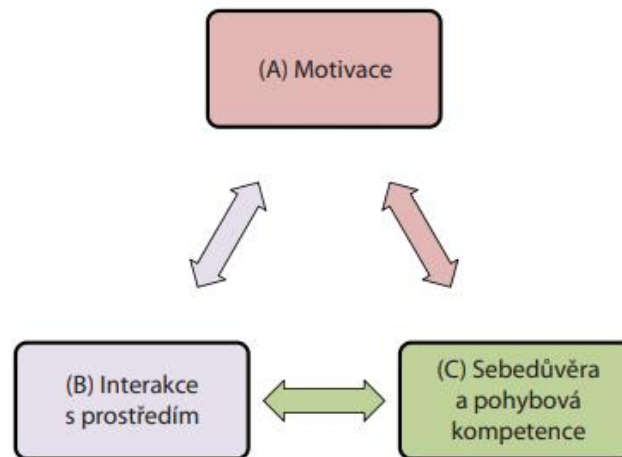 (A) Motivace
(B) Interakce
s prostředím
(C) Sebedůvěra
a pohybová
kompetence